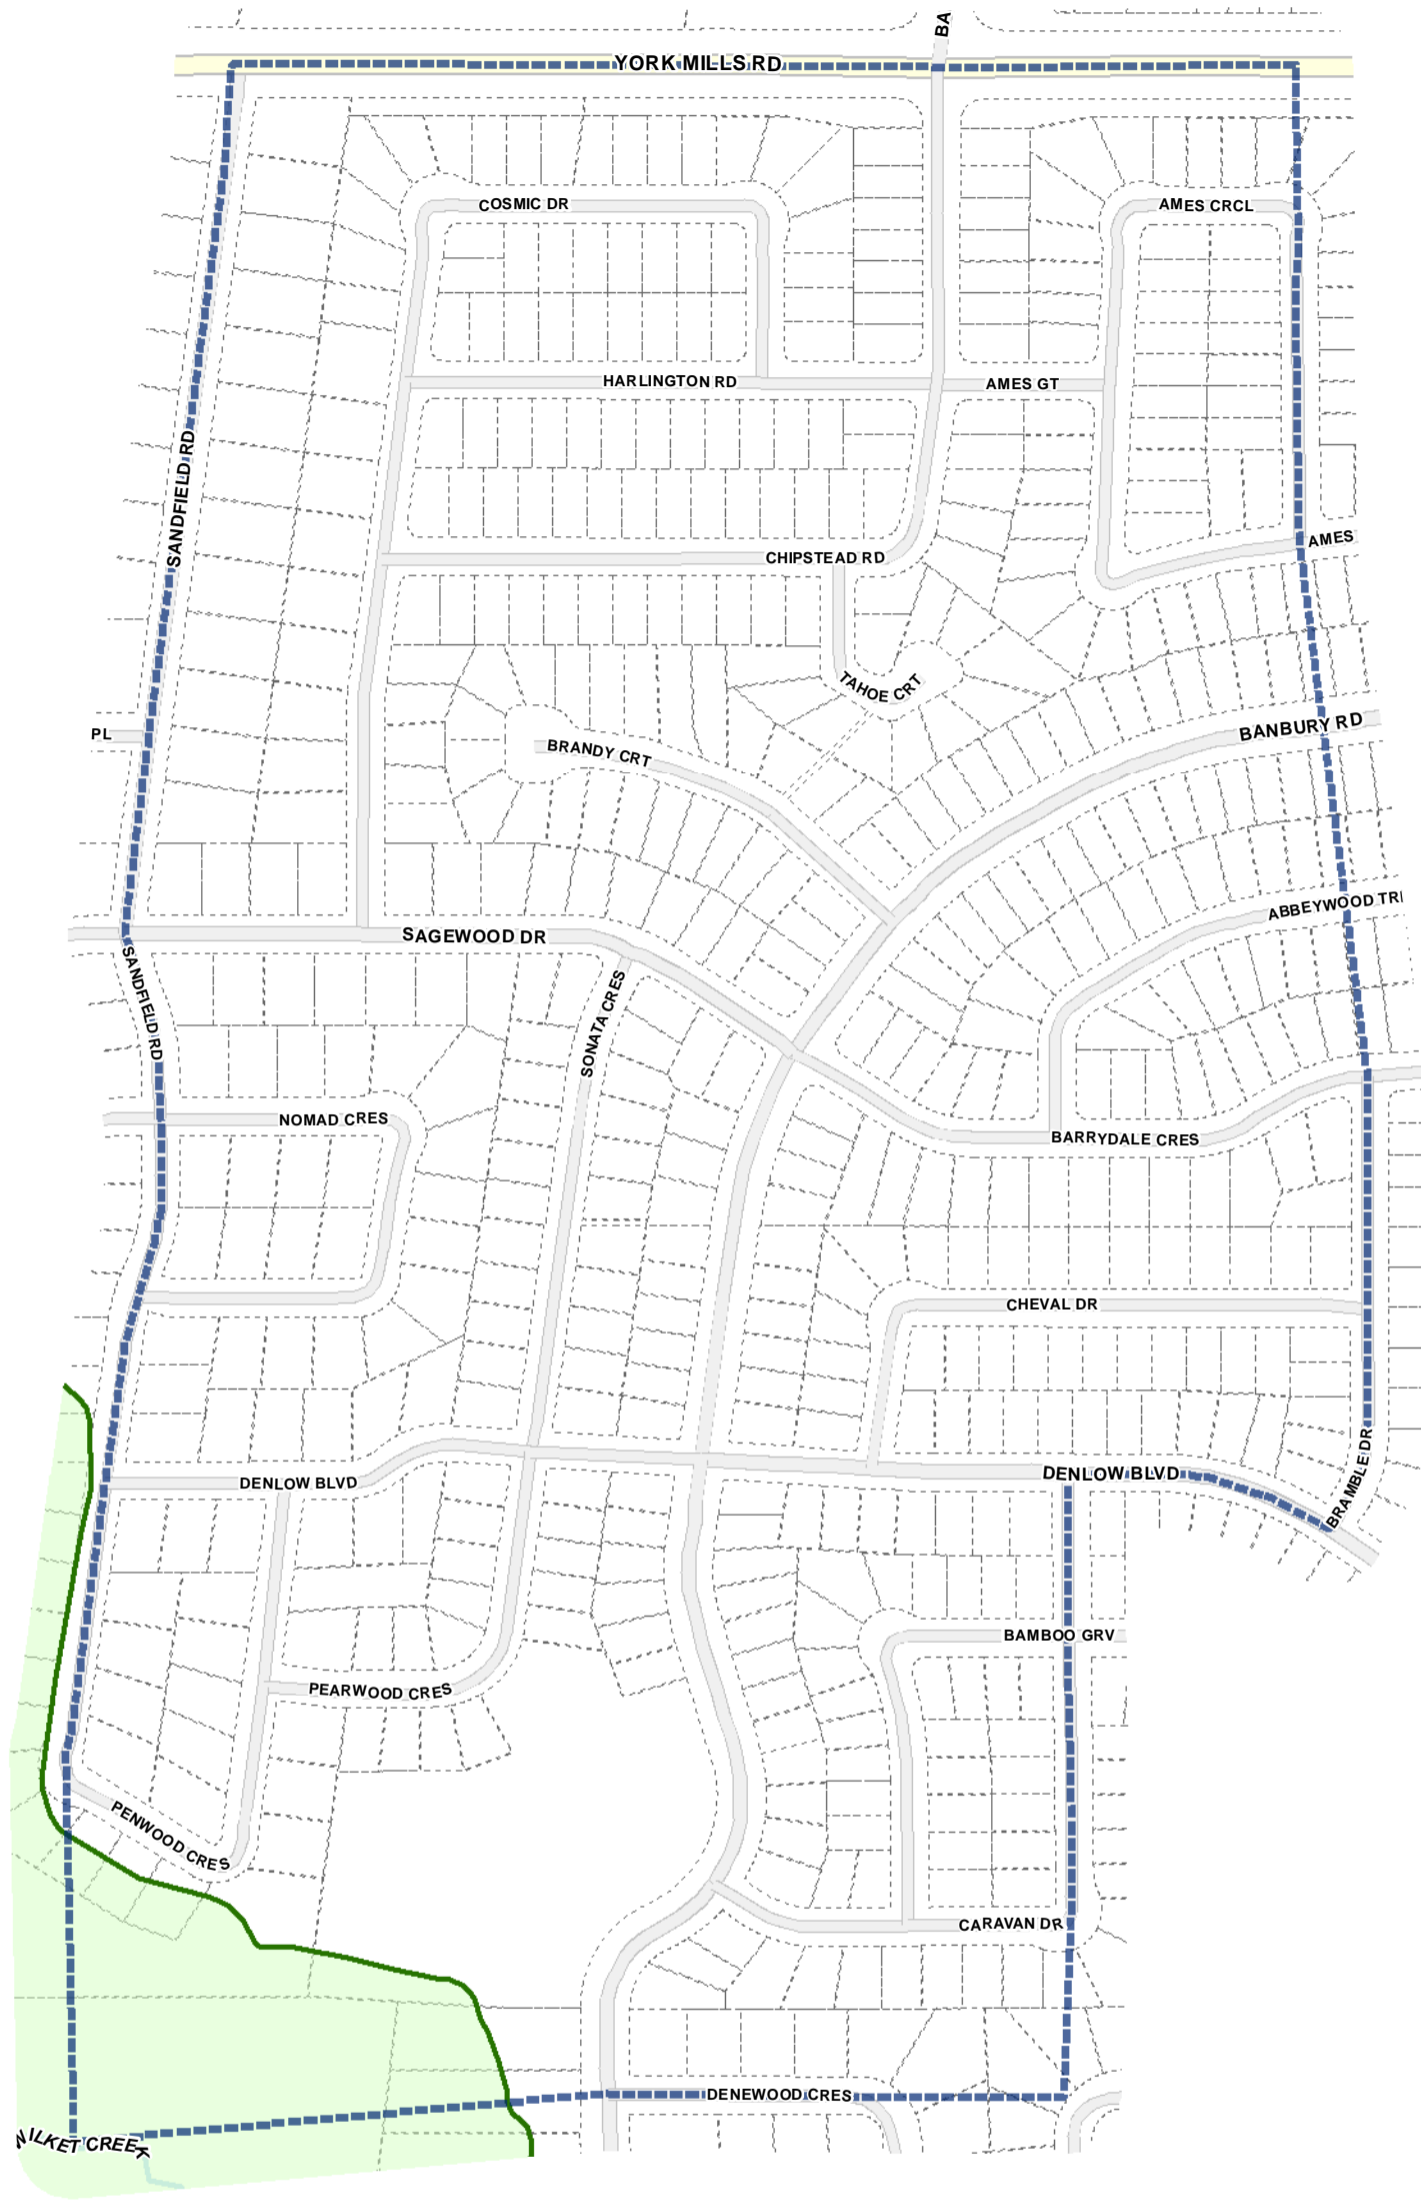 BA
YORK MILLS RD
COSMIC DR
AMES CRCL
HARLINGTON RD
AMES GT
SANDFIELD RD
CHIPSTEAD RD
AMES
TAHOE CRT
BANBURY RD
PL
BRANDY CRT
ABBEYWOOD TRL
SAGEWOOD DR
SANDFIELD RD
SONATA CRES
NOMAD CRES
BARRYDALE CRES
CHEVAL DR
DENLOW BLVD
DENLOW BLVD
BRAMBLE DR
BAMBOO GRV
PEARWOOD CRES
PENWOOD CRES
CARAVAN DR
DENEWOOD CRES
WILKET CREEK